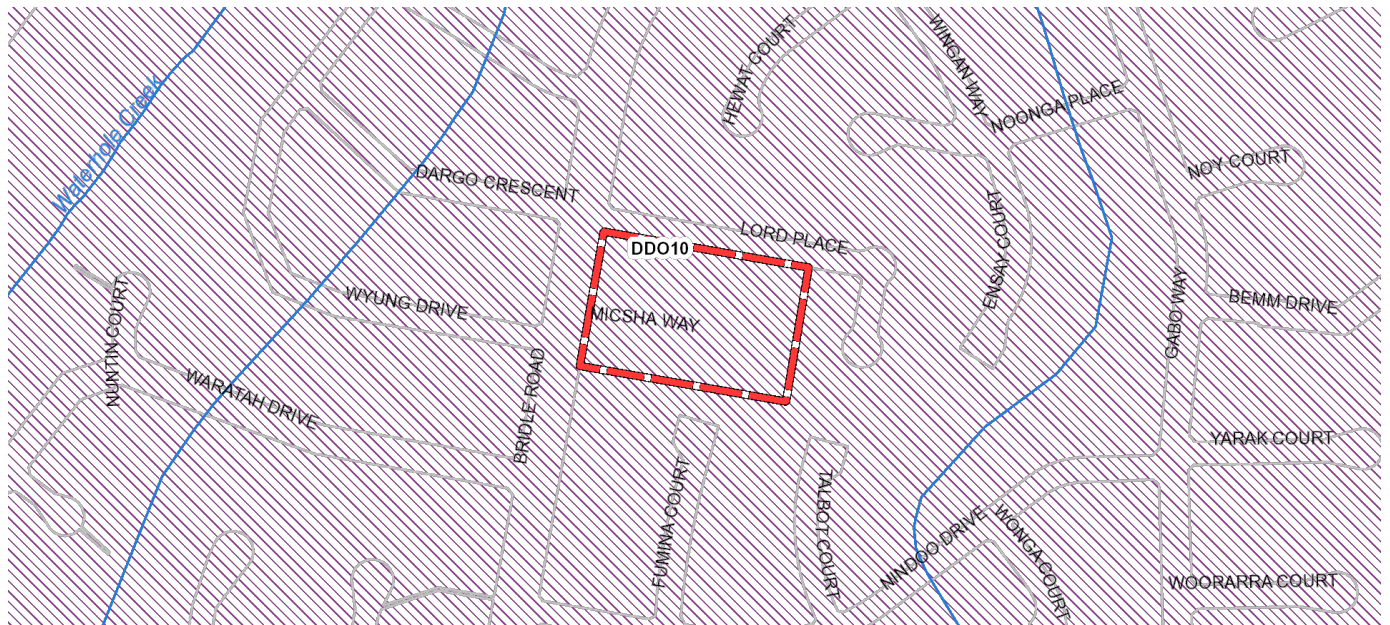 HEWAT COURT
WINGAN WAY
NOONGA PLACE
Waterhole Creek
DARGO CRESCENT
NOY COURT
LORD PLACE
DDO10
ENSAY COURT
WYUNG DRIVE
MICSHA WAY
GABO WAY
BEMM DRIVE
NUNTIN COURT
WARATAH DRIVE
BRIDLE ROAD
YARAK COURT
FUMINA COURT
TALBOT COURT
NINDOO DRIVE
WONGA COURT
WOORARRA COURT